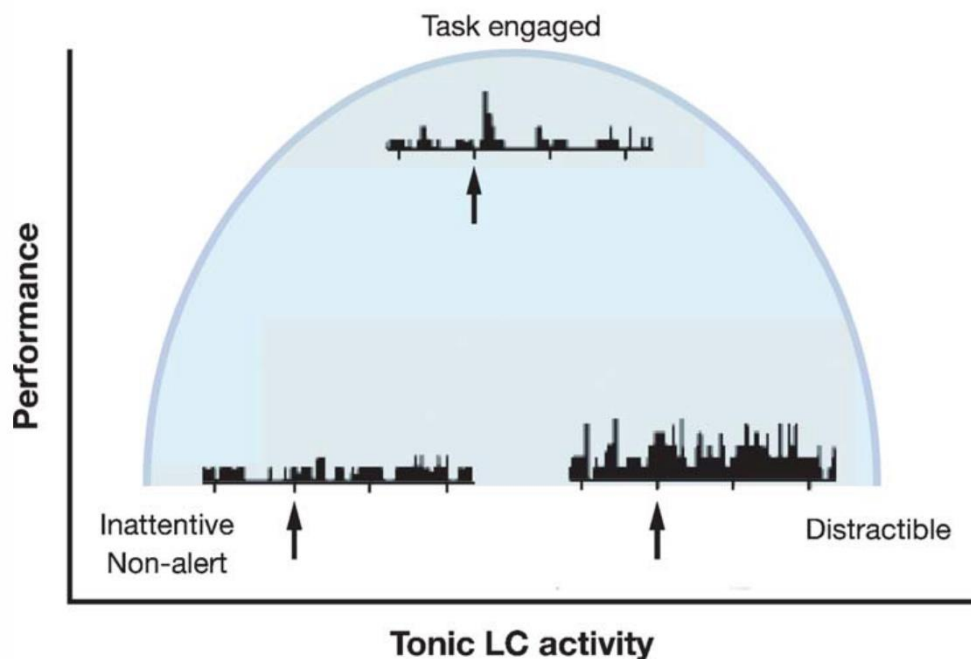 Task engaged
Performance
Inattentive
Non-alert
Distractible
Tonic LC activity